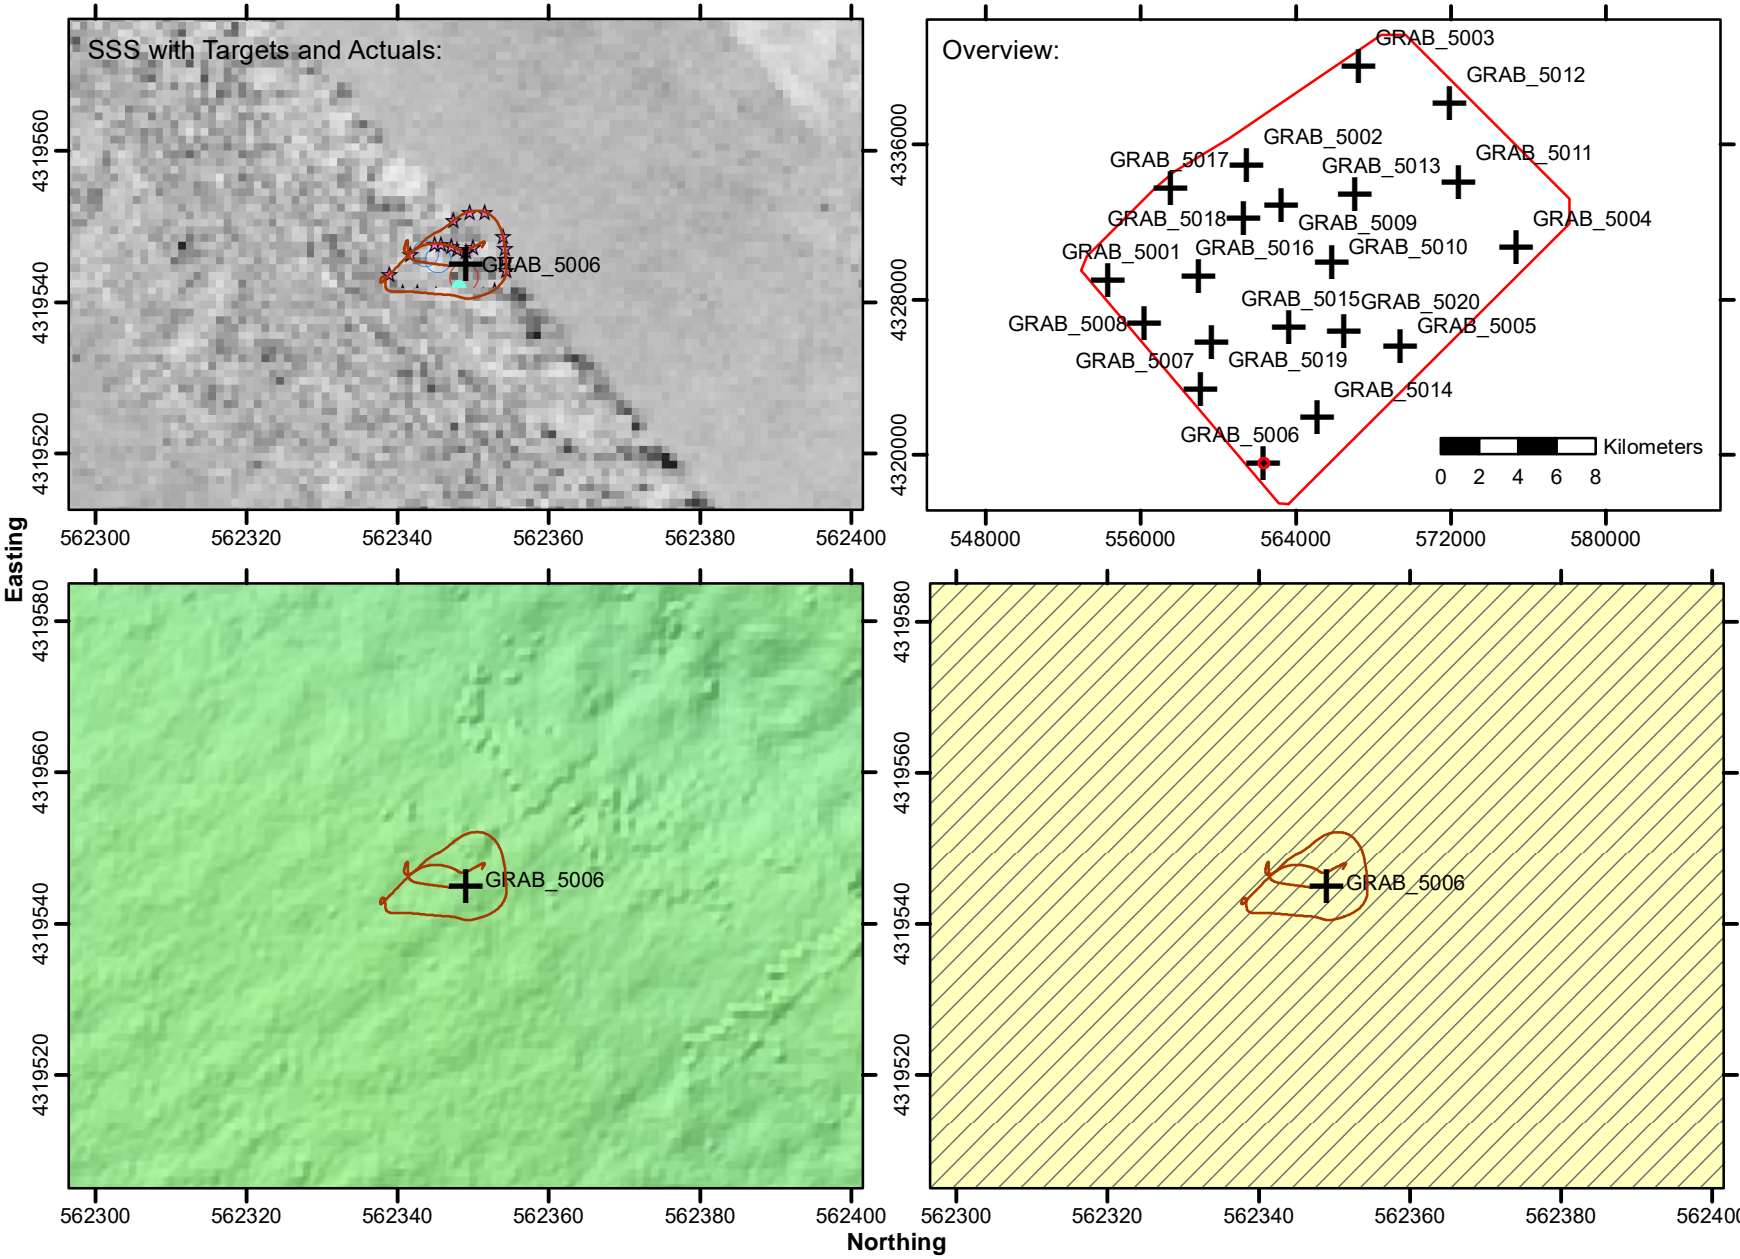 SSS with Targets and Actuals:
4319560
4319540
4319520
GRAB_5006
562300 562320 562340 562360 562380 562400
Overview:
4336000
4328000
4320000
GRAB_5003
GRAB_5012
GRAB_5002
GRAB_5017
GRAB_5013
GRAB_5011
GRAB_5018
GRAB_5009
GRAB_5004
GRAB_5001
GRAB_5016
GRAB_5010
GRAB_5015
GRAB_5020
GRAB_5008
GRAB_5005
GRAB_5007
GRAB_5019
GRAB_5014
GRAB_5006
Kilometers
0 2 4 6 8
548000 556000 564000 572000 580000
Easting
4319580
4319560
4319540
4319520
GRAB_5006
562300 562320 562340 562360 562380 562400
4319580
4319560
4319540
4319520
GRAB_5006
562300 562320 562340 562360 562380 562400
Northing